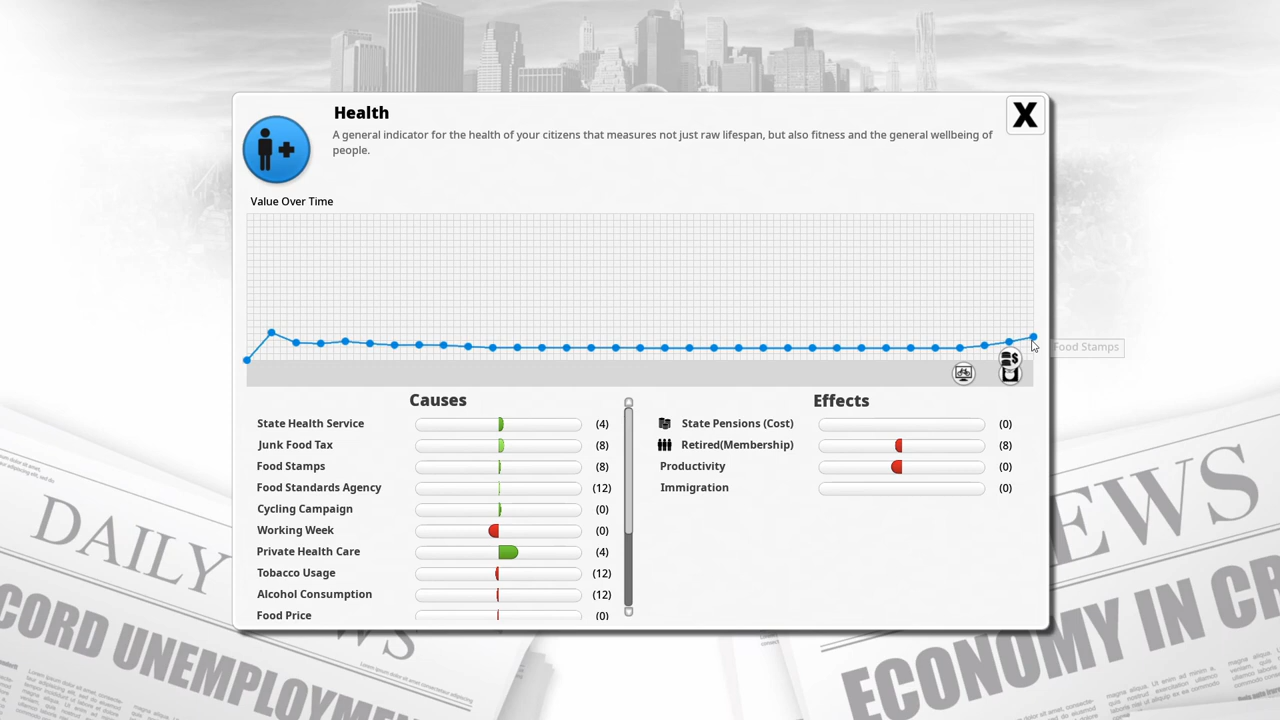 Health
X
A general indicator for the health of your citizens that measures not just raw lifespan, but also fitness and the general wellbeing of
people.
Value Over Time
Food Stamps
Causes
State Health Service (4)
Junk Food Tax (8)
Food Stamps (8)
Food Standards Agency (12)
Cycling Campaign (0)
Working Week (0)
Private Health Care (4)
Tobacco Usage (12)
Alcohol Consumption (12)
Food Price (0)
Effects
State Pensions (Cost) (0)
Retired(Membership) (8)
Productivity (0)
Immigration (0)
DAILY
NEWS
CORD UNEMPLOYME
EWS
ECONOMY IN CR